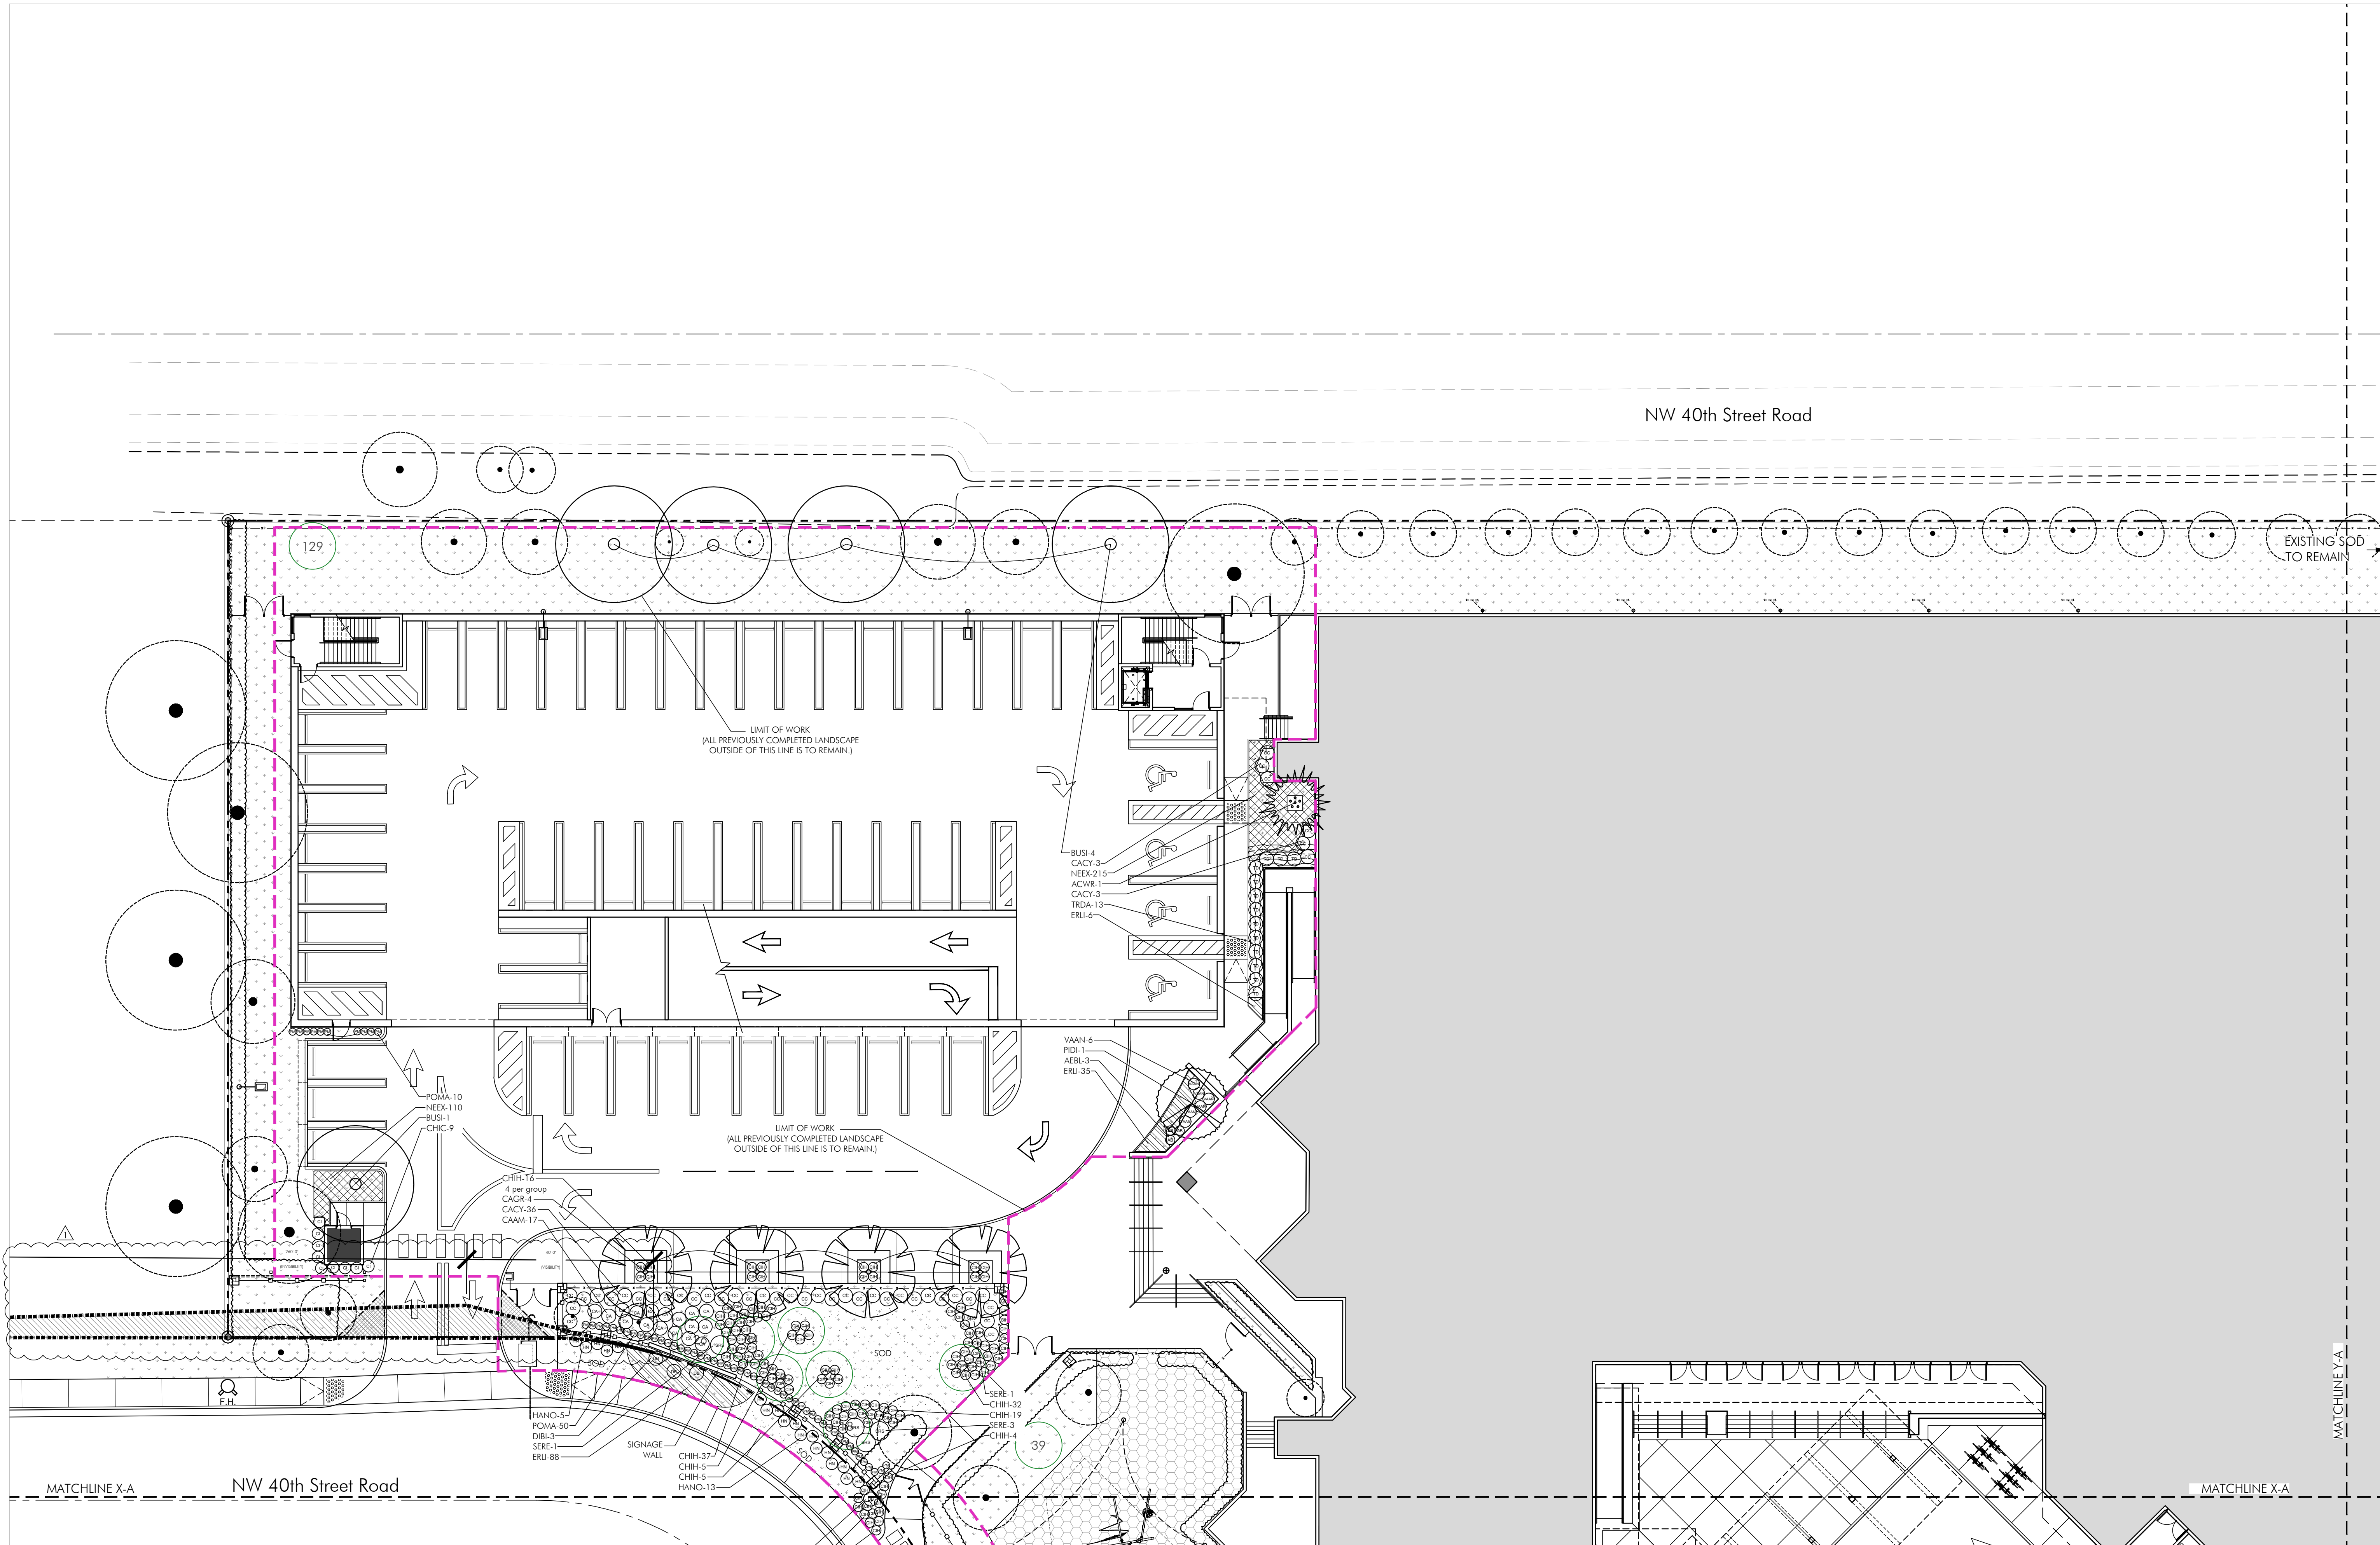 NW 40th Street Road
129
EXISTING SOD
TO REMAIN
LIMIT OF WORK
(ALL PREVIOUSLY COMPLETED LANDSCAPE
OUTSIDE OF THIS LINE IS TO REMAIN.)
BUSI-4
CACY-3
NEEX-215
ACWR-1
CACY-3
TRDA-13
ERLI-6
VAAN-6
PIDI-1
AEBL-3
ERLI-35
POMA-10
NEEX-110
BUSI-1
CHIC-9
LIMIT OF WORK
(ALL PREVIOUSLY COMPLETED LANDSCAPE
OUTSIDE OF THIS LINE IS TO REMAIN.)
CHIH-16
4 per group
CAGR-4
CACY-36
CAAM-17
1
(VISIBILITY)
SOD
SOD
SOD
F.H.
HANO-5
POMA-50
DIBI-3
SERE-1
ERLI-88
SIGNAGE
WALL
CHIH-37
CHIH-5
CHIH-5
HANO-13
SERE-1
CHIH-32
CHIH-19
SERE-3
CHIH-4
39
MATCHLINE Y-A
MATCHLINE X-A
NW 40th Street Road
MATCHLINE X-A